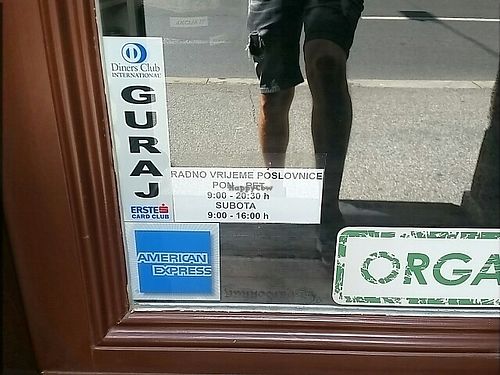 Diners Club
INTERNATIONAL
GURAJ
ERSTE
CARD CLUB
RADNO VRIJEME POSLOVNICE
PON - PET
9:00 - 20:30 h
SUBOTA
9:00 - 16:00 h
happycow
AMERICAN
EXPRESS
ORGA